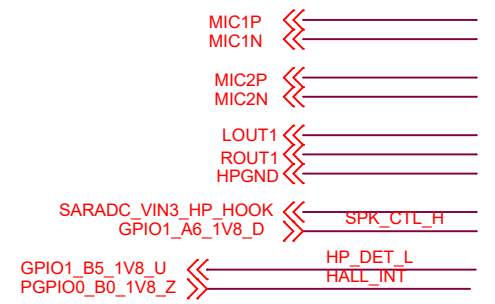 MIC1P
MIC1N
MIC2P
MIC2N
LOUT1
ROUT1
HPGND
SARADC_VIN3_HP_HOOK
GPIO1_A6_1V8_D SPK_CTL_H
GPIO1_B5_1V8_U HP_DET_L
PGPIO0_B0_1V8_Z HALL_INT